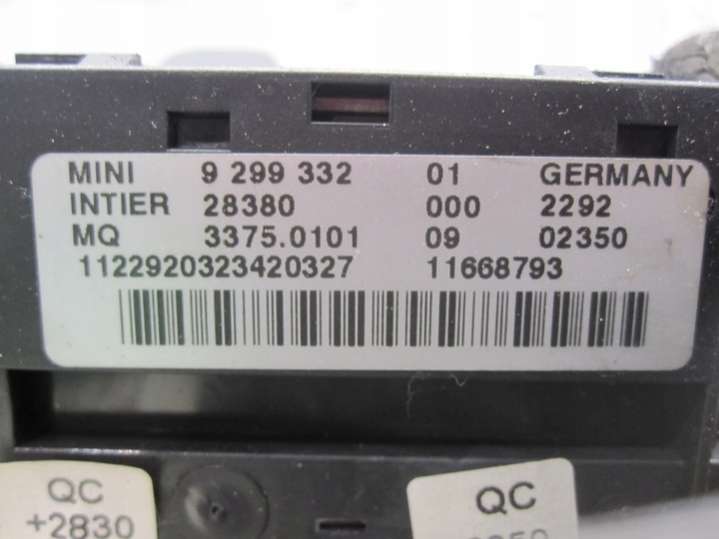 MINI 9 299 332 01 GERMANY
INTIER 28380 000 2292
MQ 3375.0101 09 02350
1122920323420327 11668793
QC QC
+2830